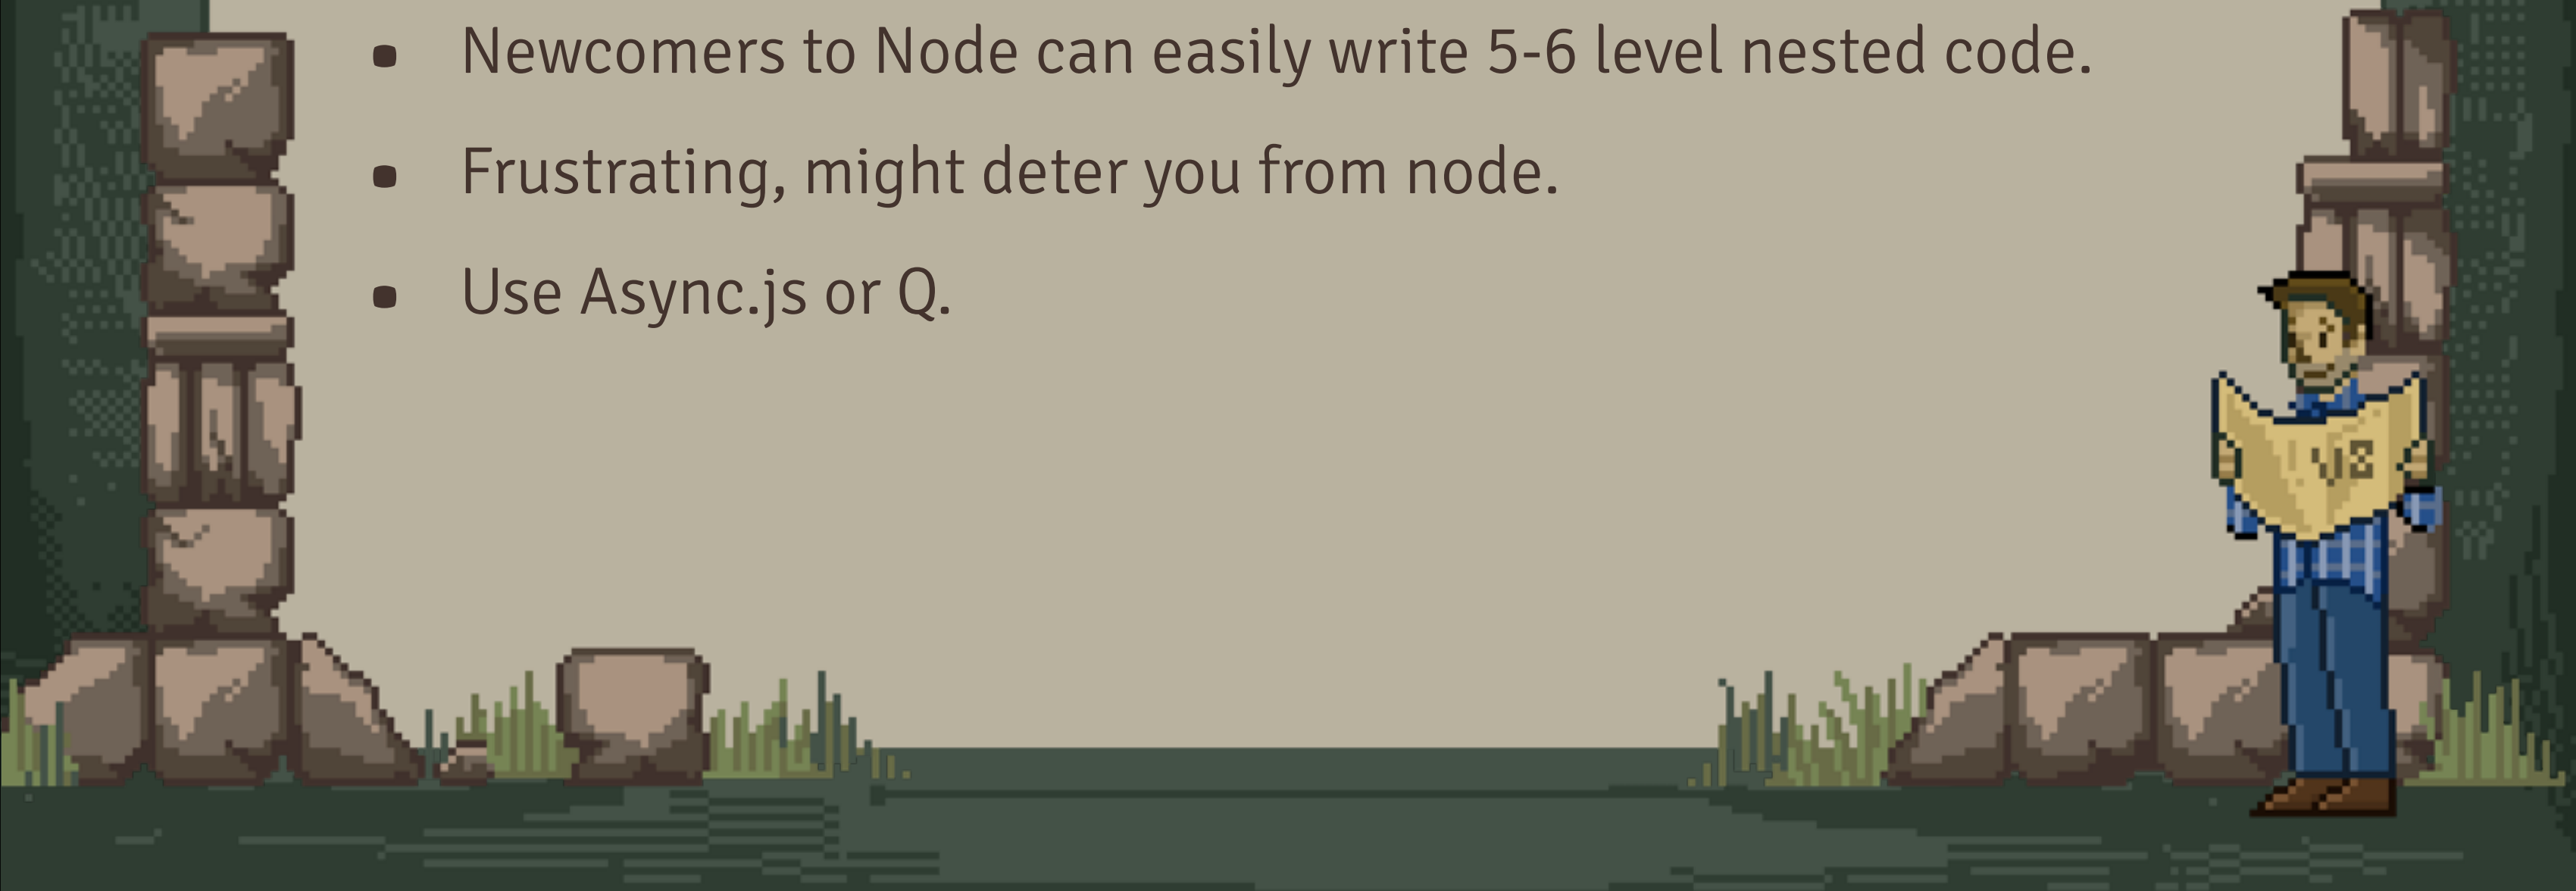 Newcomers to Node can easily write 5-6 level nested code.
Frustrating, might deter you from node.
Use Async.js or Q.
V8